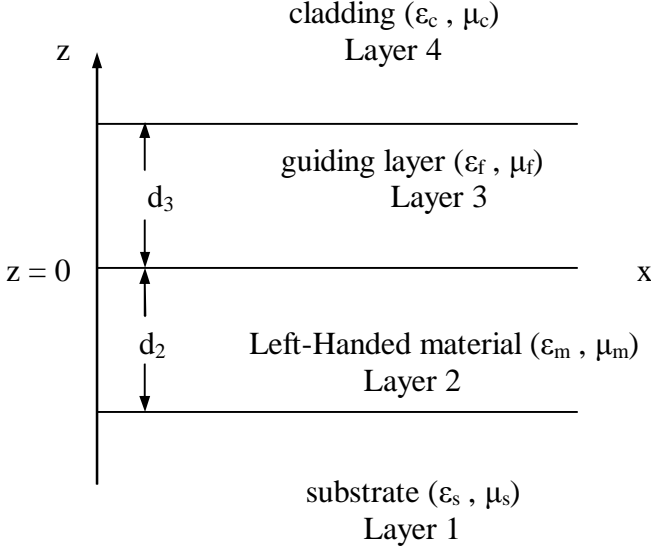 cladding (εc , μc)
z
Layer 4
guiding layer (εf , μf)
d3
Layer 3
z = 0
x
d2
Left-Handed material (εm , μm)
Layer 2
substrate (εs , μs)
Layer 1